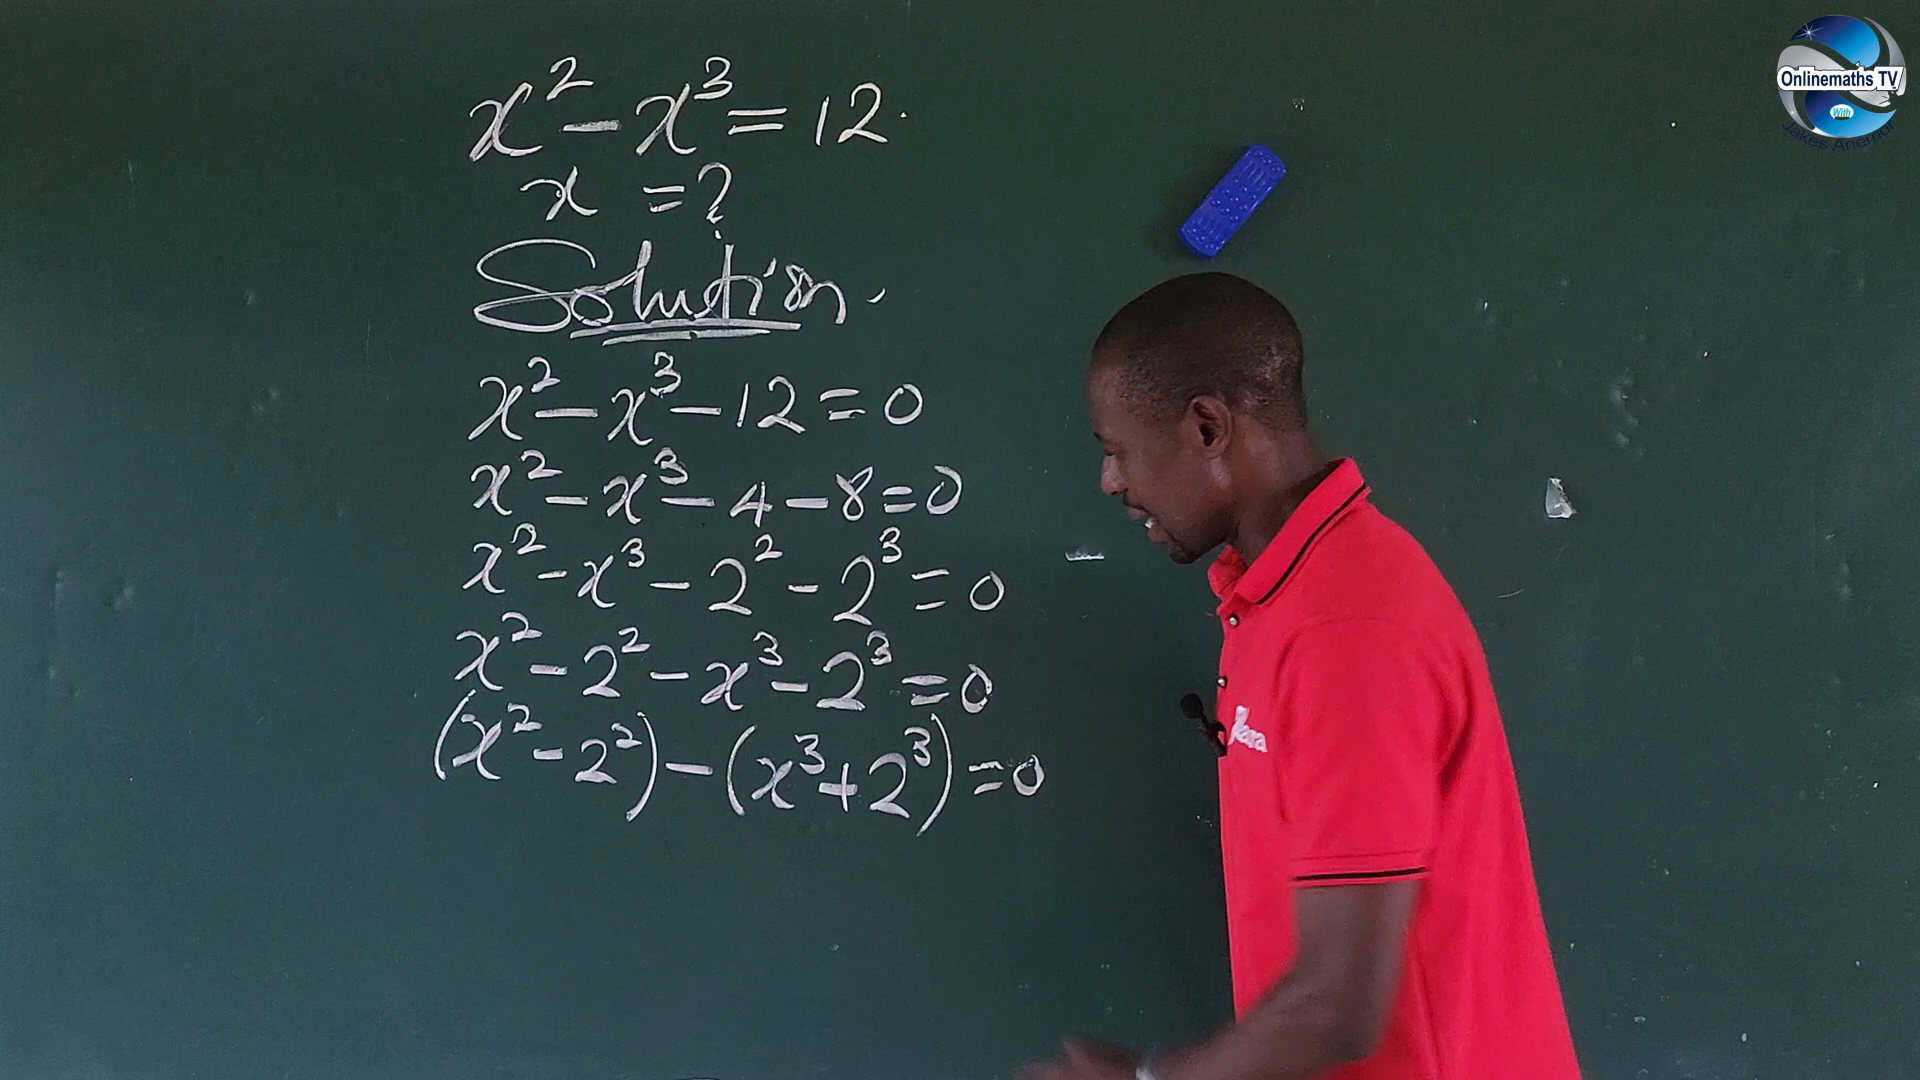 x² - x³ = 12.
x = ?
Solution.
x² - x³ - 12 = 0
x² - x³ - 4 - 8 = 0
x² - x³ - 2² - 2³ = 0
x² - 2² - x³ - 2³ = 0
(x² - 2²) - (x³ + 2³) = 0
Onlinemaths TV
With
Jakes Anemor